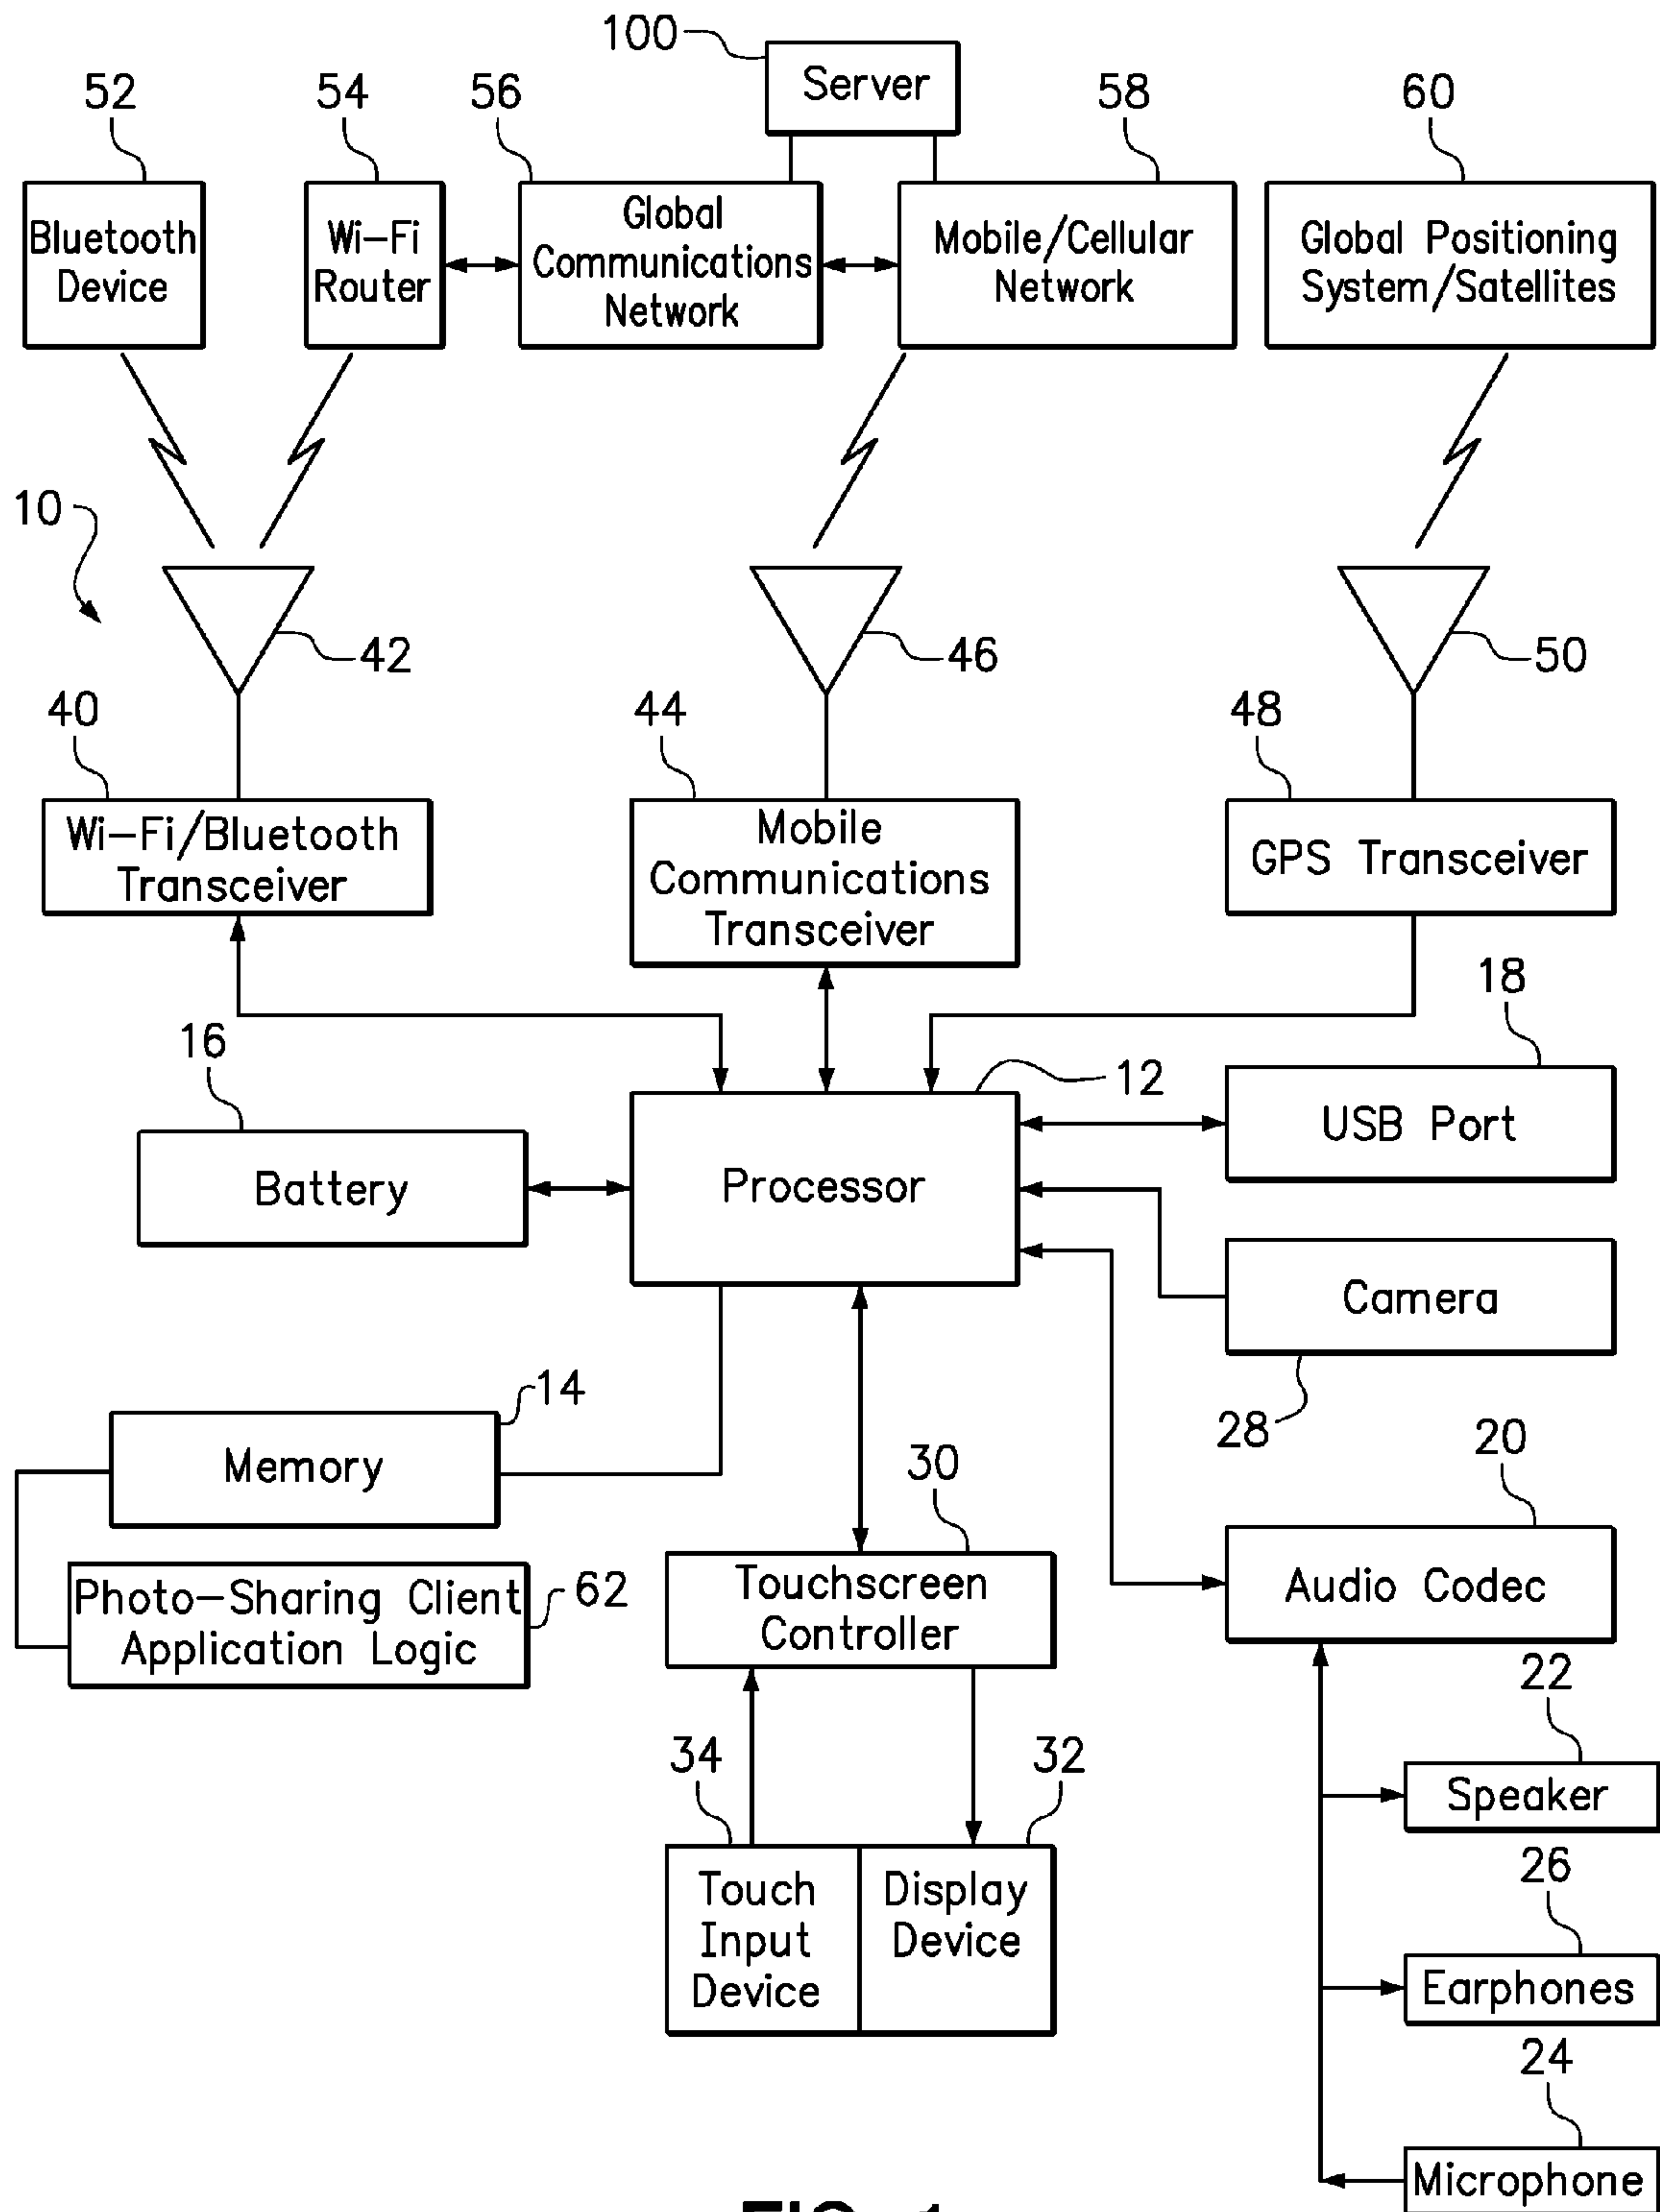 100
Server
52
54
56
58
60
Bluetooth
Device
Wi-Fi
Router
Global
Communications
Network
Mobile/Cellular
Network
Global Positioning
System/Satellites
10
42
46
50
40
44
48
Wi-Fi/Bluetooth
Transceiver
Mobile
Communications
Transceiver
GPS Transceiver
18
16
12
USB Port
Battery
Processor
Camera
14
28
20
Memory
30
Photo-Sharing Client
Application Logic
62
Touchscreen
Controller
Audio Codec
22
34
32
Speaker
26
Touch
Input
Device
Display
Device
Earphones
24
Microphone
FIG. 1